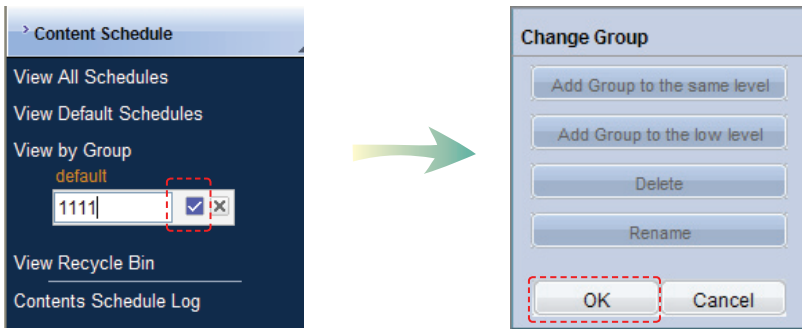 Content Schedule
View All Schedules
View Default Schedules
View by Group
default
1111
View Recycle Bin
Contents Schedule Log
Change Group
Add Group to the same level
Add Group to the low level
Delete
Rename
OK
Cancel